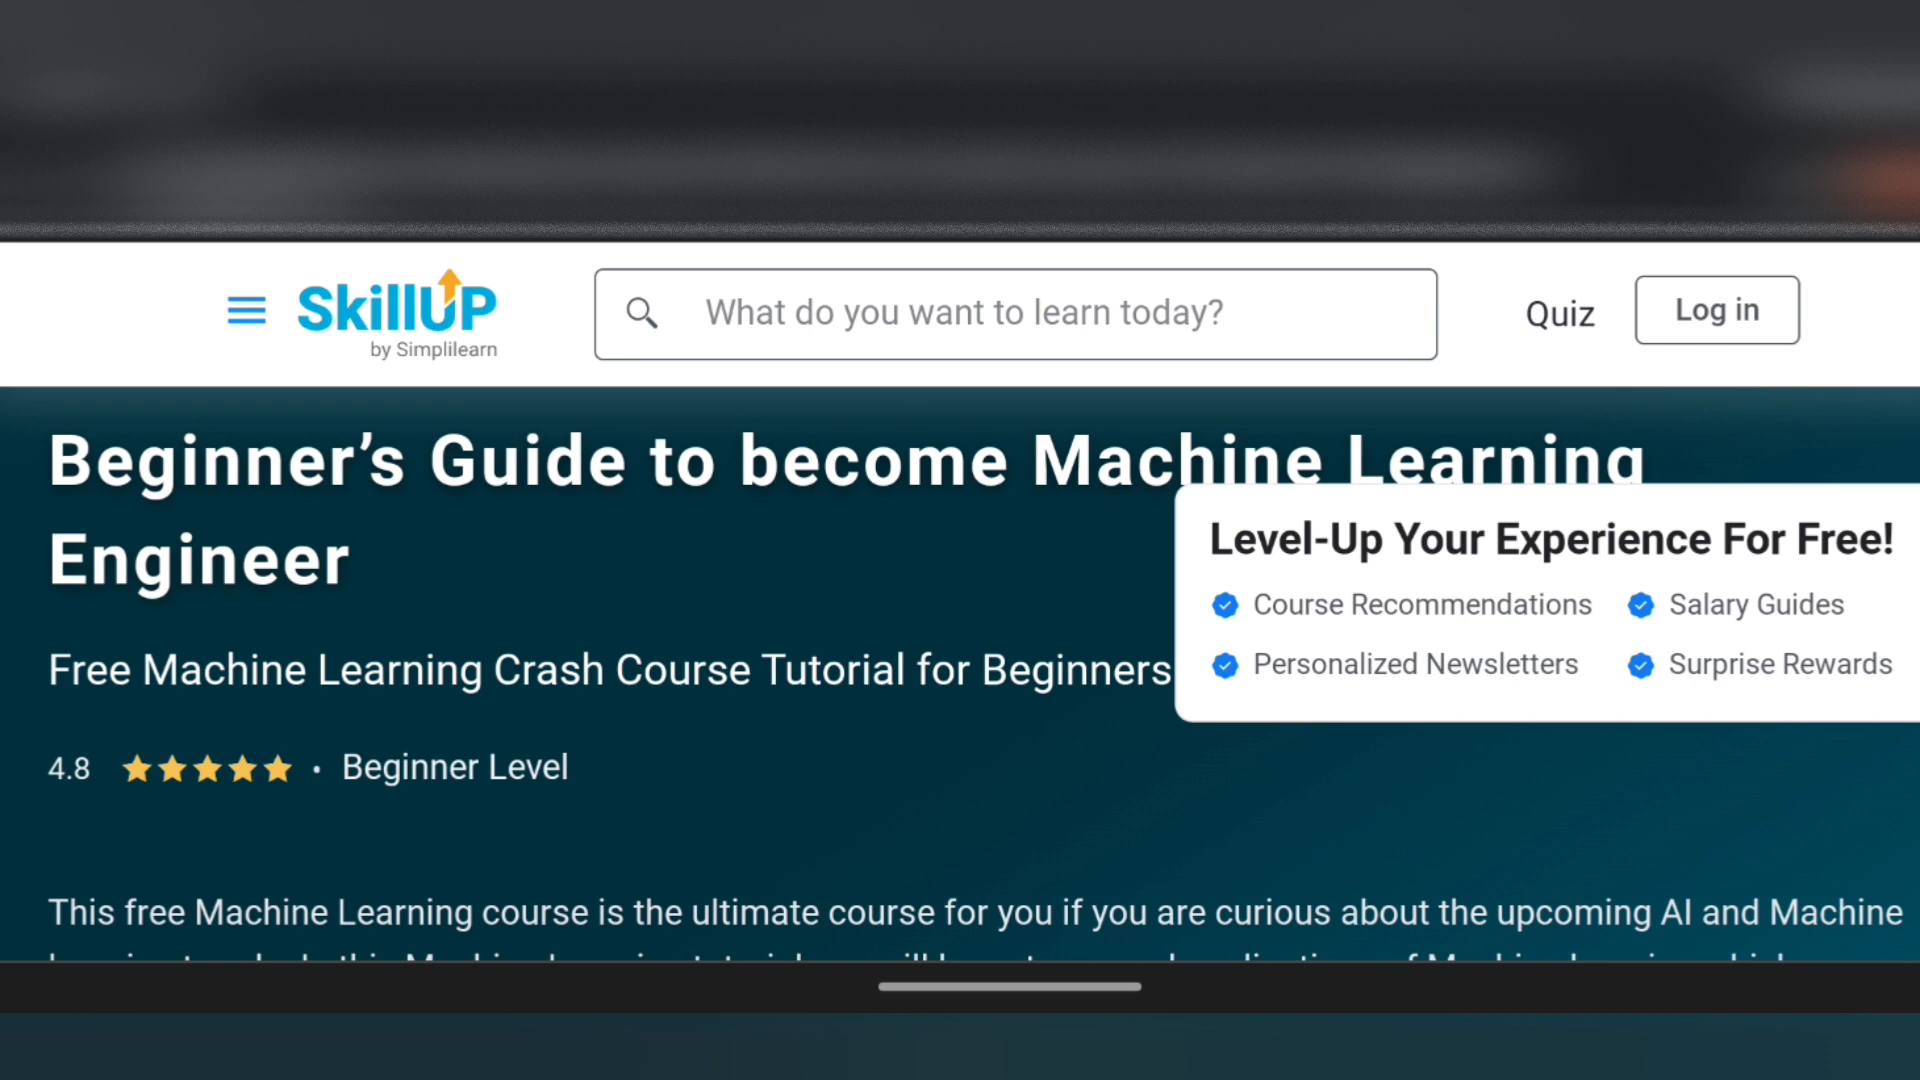 SkillUP
by Simplilearn
What do you want to learn today?
Quiz
Log in
Beginner’s Guide to become Machine Learning
Engineer
Level-Up Your Experience For Free!
Course Recommendations
Salary Guides
Personalized Newsletters
Surprise Rewards
Free Machine Learning Crash Course Tutorial for Beginners
4.8 • Beginner Level
This free Machine Learning course is the ultimate course for you if you are curious about the upcoming AI and Machine